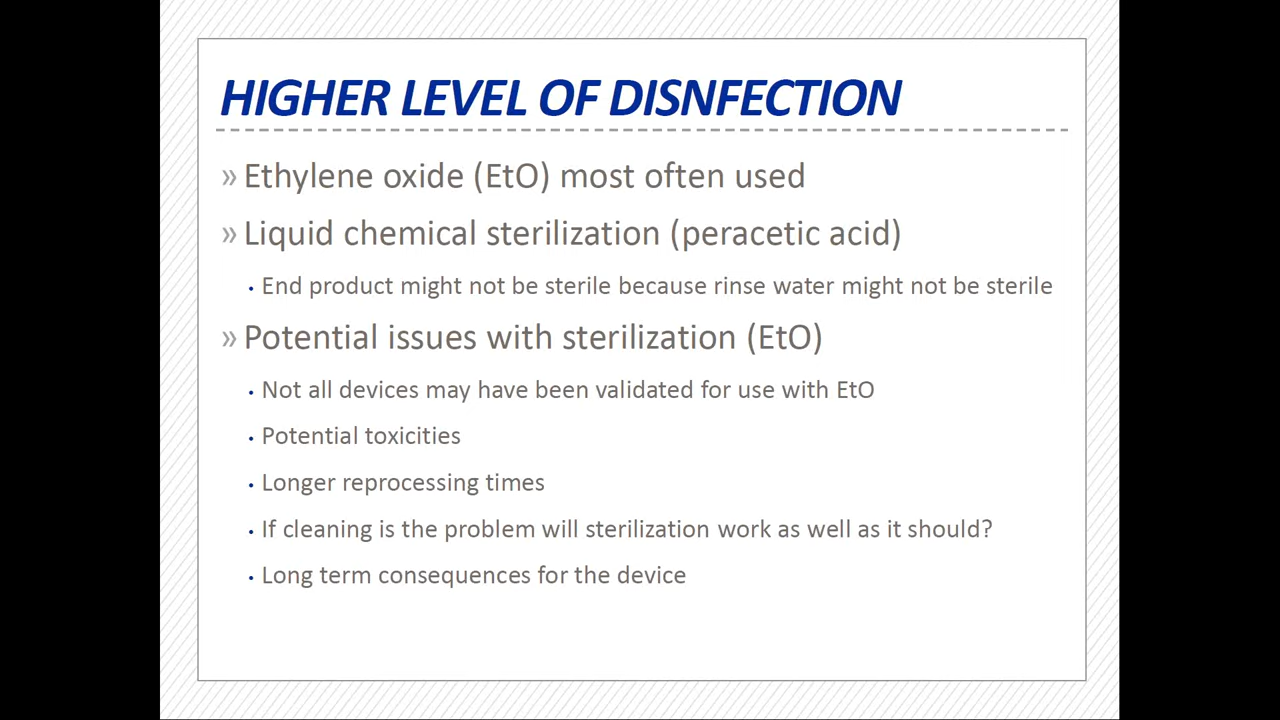 HIGHER LEVEL OF DISNFECTION
» Ethylene oxide (EtO) most often used
» Liquid chemical sterilization (peracetic acid)
• End product might not be sterile because rinse water might not be sterile
» Potential issues with sterilization (EtO)
• Not all devices may have been validated for use with EtO
• Potential toxicities
• Longer reprocessing times
• If cleaning is the problem will sterilization work as well as it should?
• Long term consequences for the device